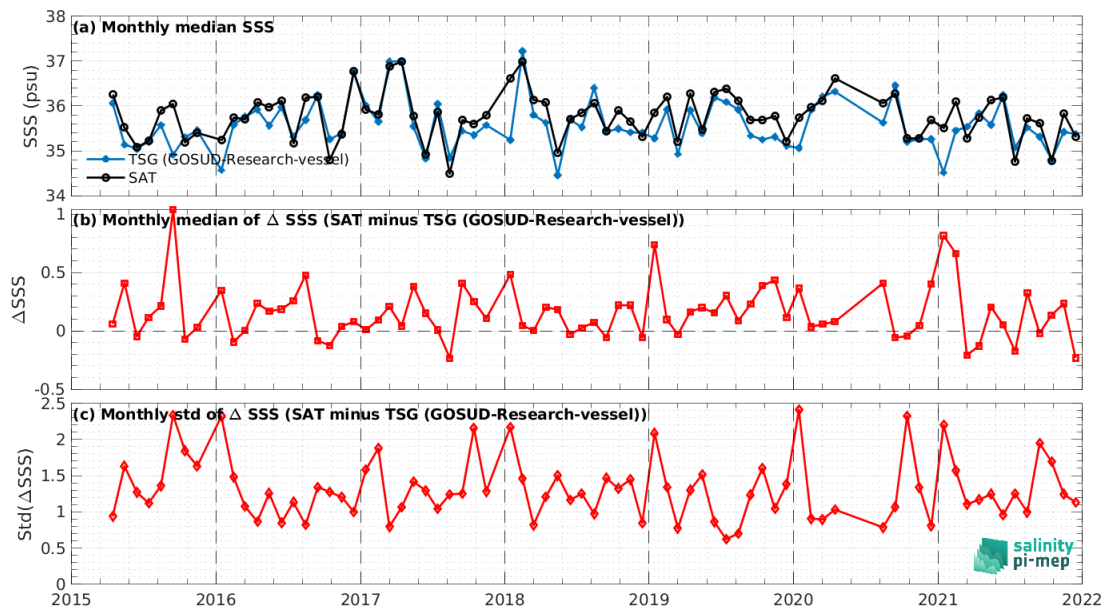 (a) Monthly median SSS
38
37
36
35
34
SSS (psu)
TSG (GOSUD-Research-vessel)
SAT
(b) Monthly median of Δ SSS (SAT minus TSG (GOSUD-Research-vessel))
1
0.5
0
-0.5
ΔSSS
(c) Monthly std of Δ SSS (SAT minus TSG (GOSUD-Research-vessel))
2.5
2
1.5
1
0.5
0
Std(ΔSSS)
salinity
pi-mep
2015 2016 2017 2018 2019 2020 2021 2022